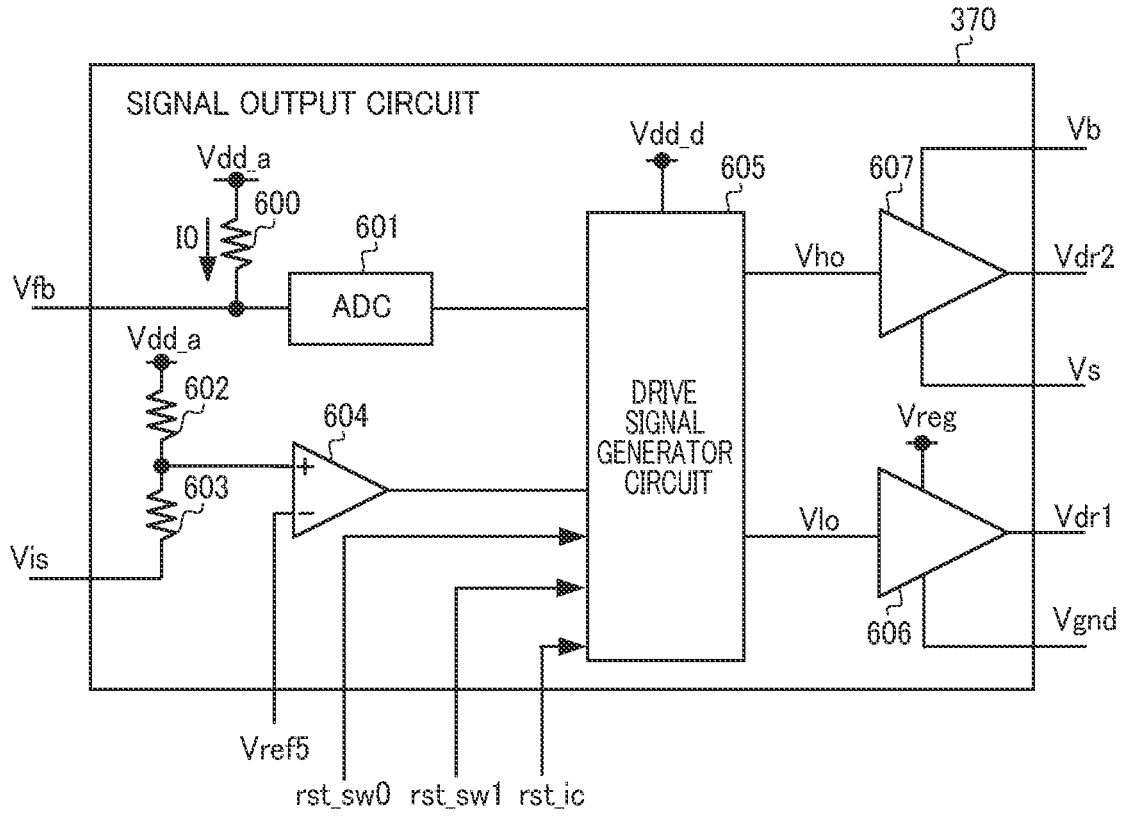 370
SIGNAL OUTPUT CIRCUIT
Vdd_a
600
I0
Vfb
601
ADC
Vdd_a
602
603
Vis
604
+
−
Vref5
rst_sw0
rst_sw1
rst_ic
Vdd_d
605
DRIVE
SIGNAL
GENERATOR
CIRCUIT
Vho
607
Vb
Vdr2
Vs
Vreg
Vlo
606
Vdr1
Vgnd